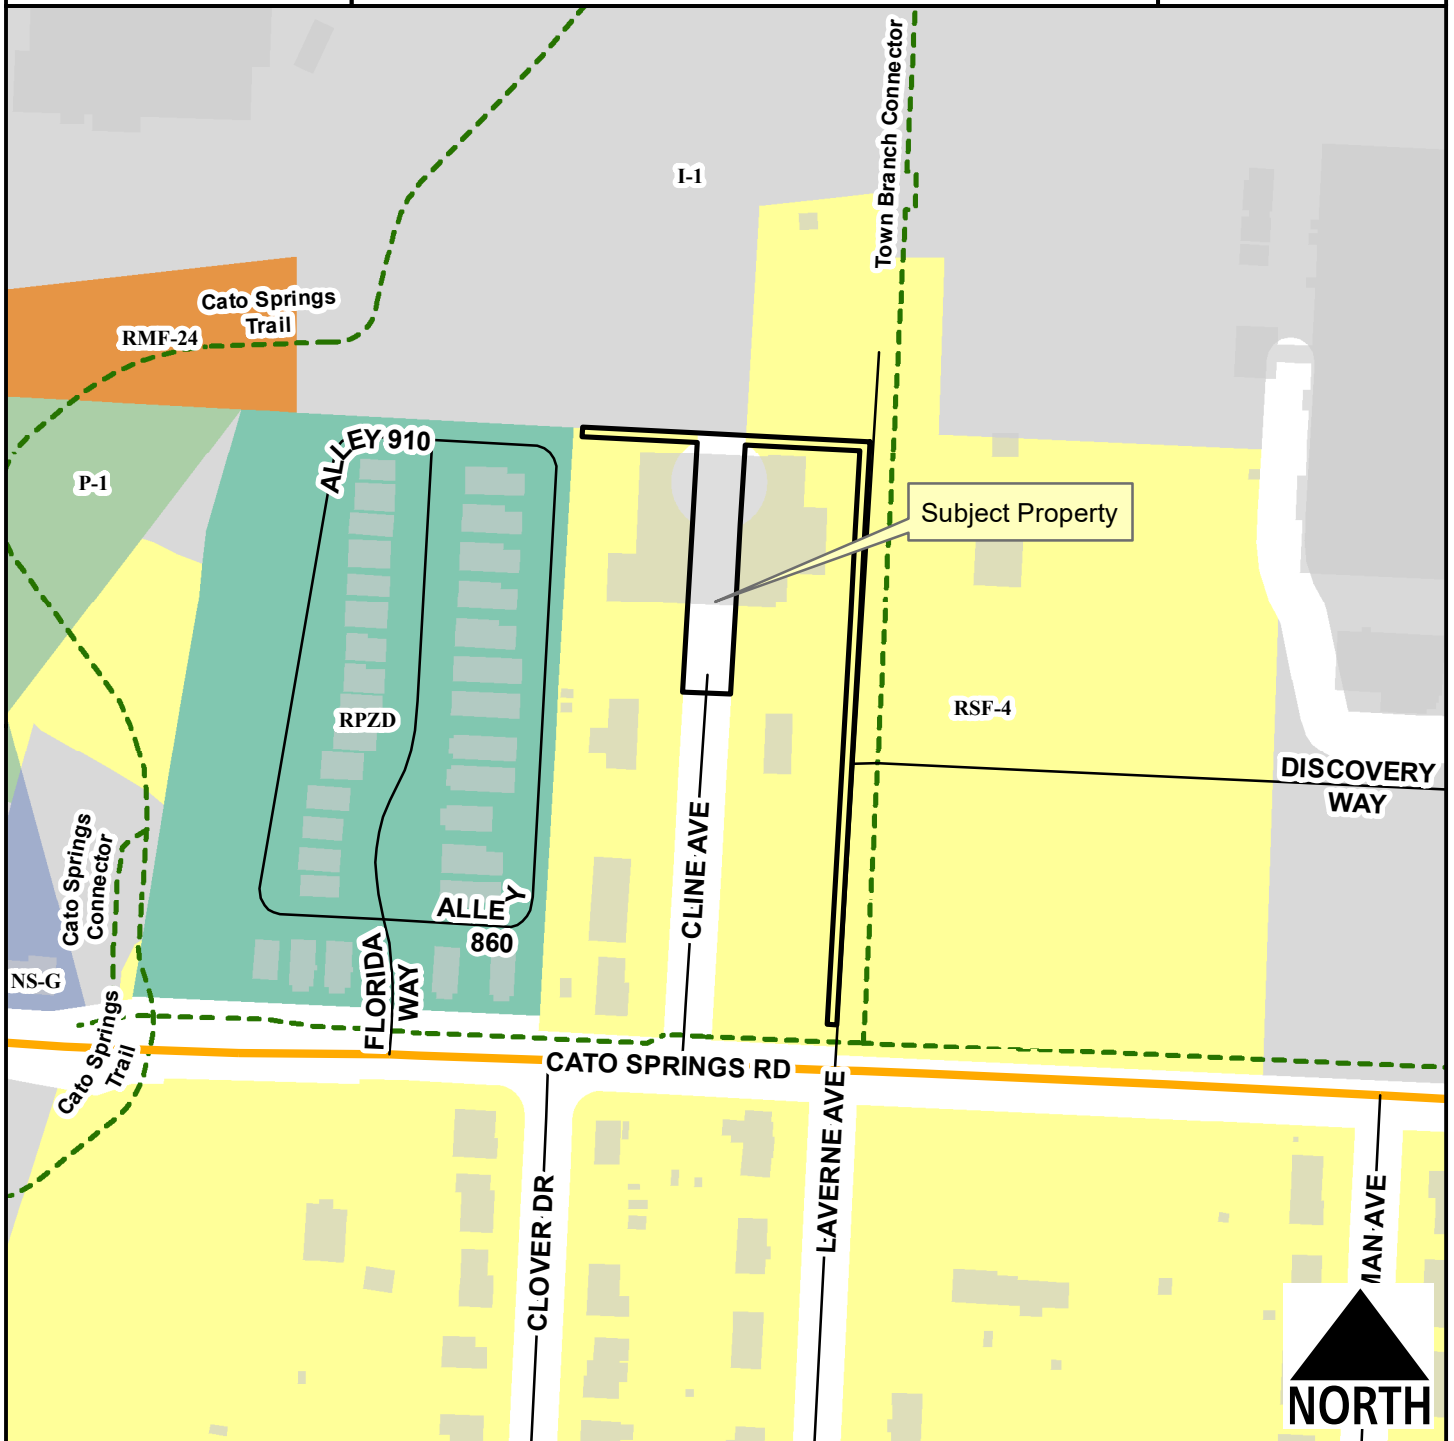 I-1
Town Branch Connector
Cato Springs
Trail
RMF-24
ALLEY 910
P-1
Subject Property
RPZD
RSF-4
DISCOVERY
WAY
CLINE AVE
Cato Springs
Connector
ALLEY
860
FLORIDA
WAY
NS-G
Cato Springs
Trail
CATO SPRINGS RD
LAVERNE AVE
CLOVER DR
MAN AVE
NORTH